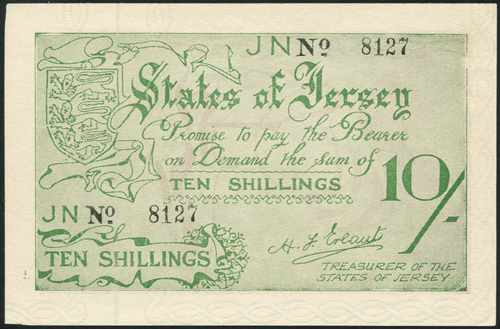 JN Nº 8127
States of Jersey
Promise to pay the Bearer
on Demand the sum of
TEN SHILLINGS
10/-
JN Nº 8127
TEN SHILLINGS
H. F. Ereaut
TREASURER OF THE
STATES OF JERSEY